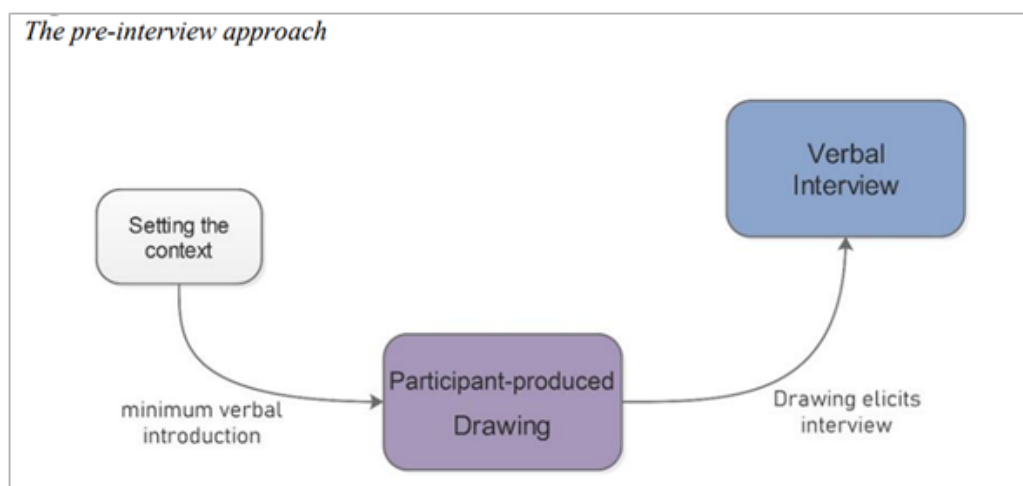 The pre-interview approach
Verbal
Interview
Setting the
context
Participant-produced
Drawing
minimum verbal
introduction
Drawing elicits
interview